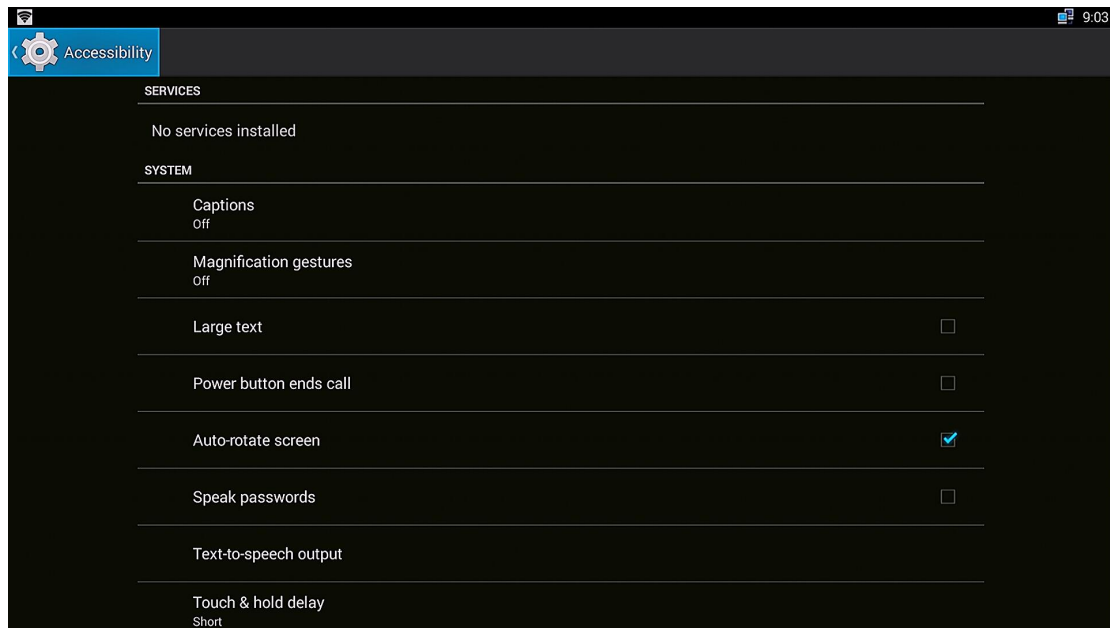 9:03
Accessibility
SERVICES
No services installed
SYSTEM
Captions
Off
Magnification gestures
Off
Large text
Power button ends call
Auto-rotate screen
Speak passwords
Text-to-speech output
Touch & hold delay
Short